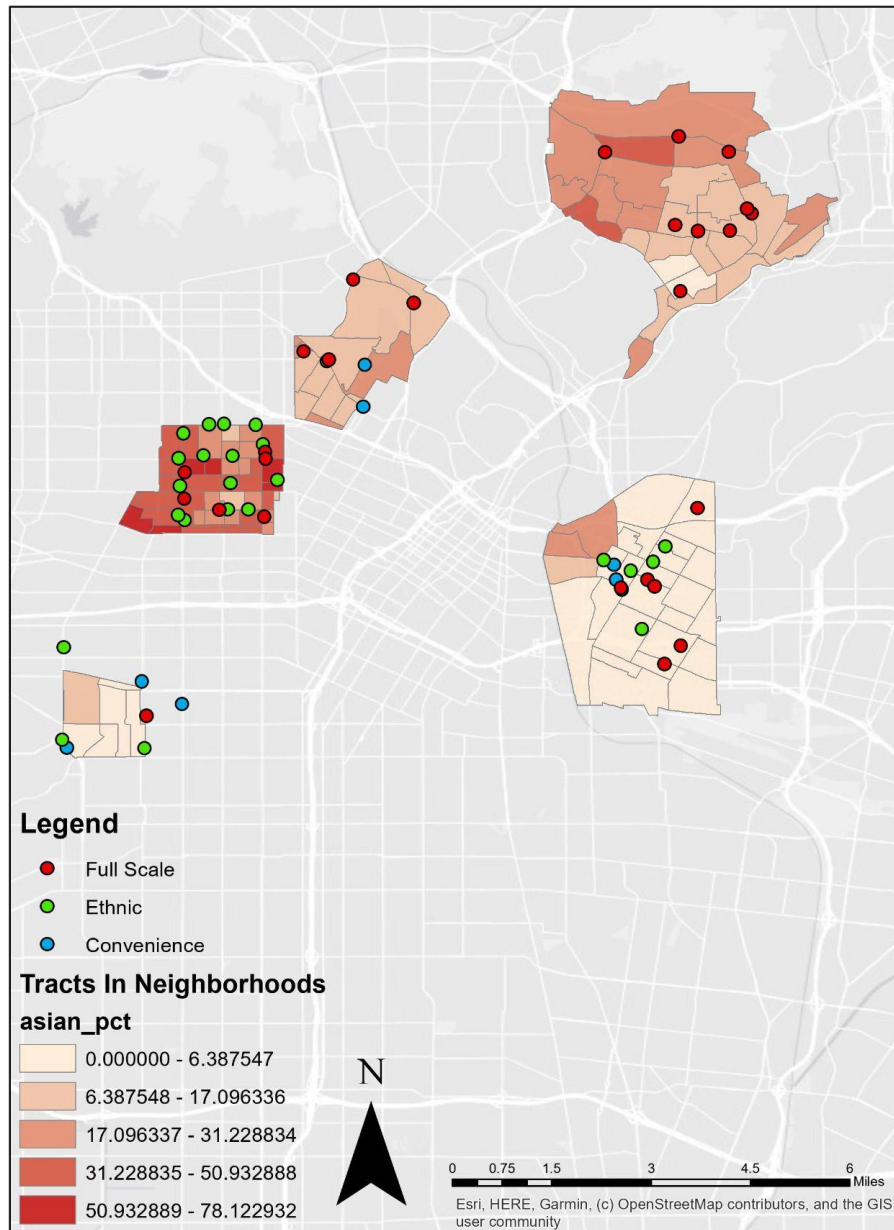 Legend
Full Scale
Ethnic
Convenience
Tracts In Neighborhoods
asian_pct
0.000000 - 6.387547
6.387548 - 17.096336
17.096337 - 31.228834
31.228835 - 50.932888
50.932889 - 78.122932
N
0 0.75 1.5 3 4.5 6
Miles
Esri, HERE, Garmin, (c) OpenStreetMap contributors, and the GIS
user community